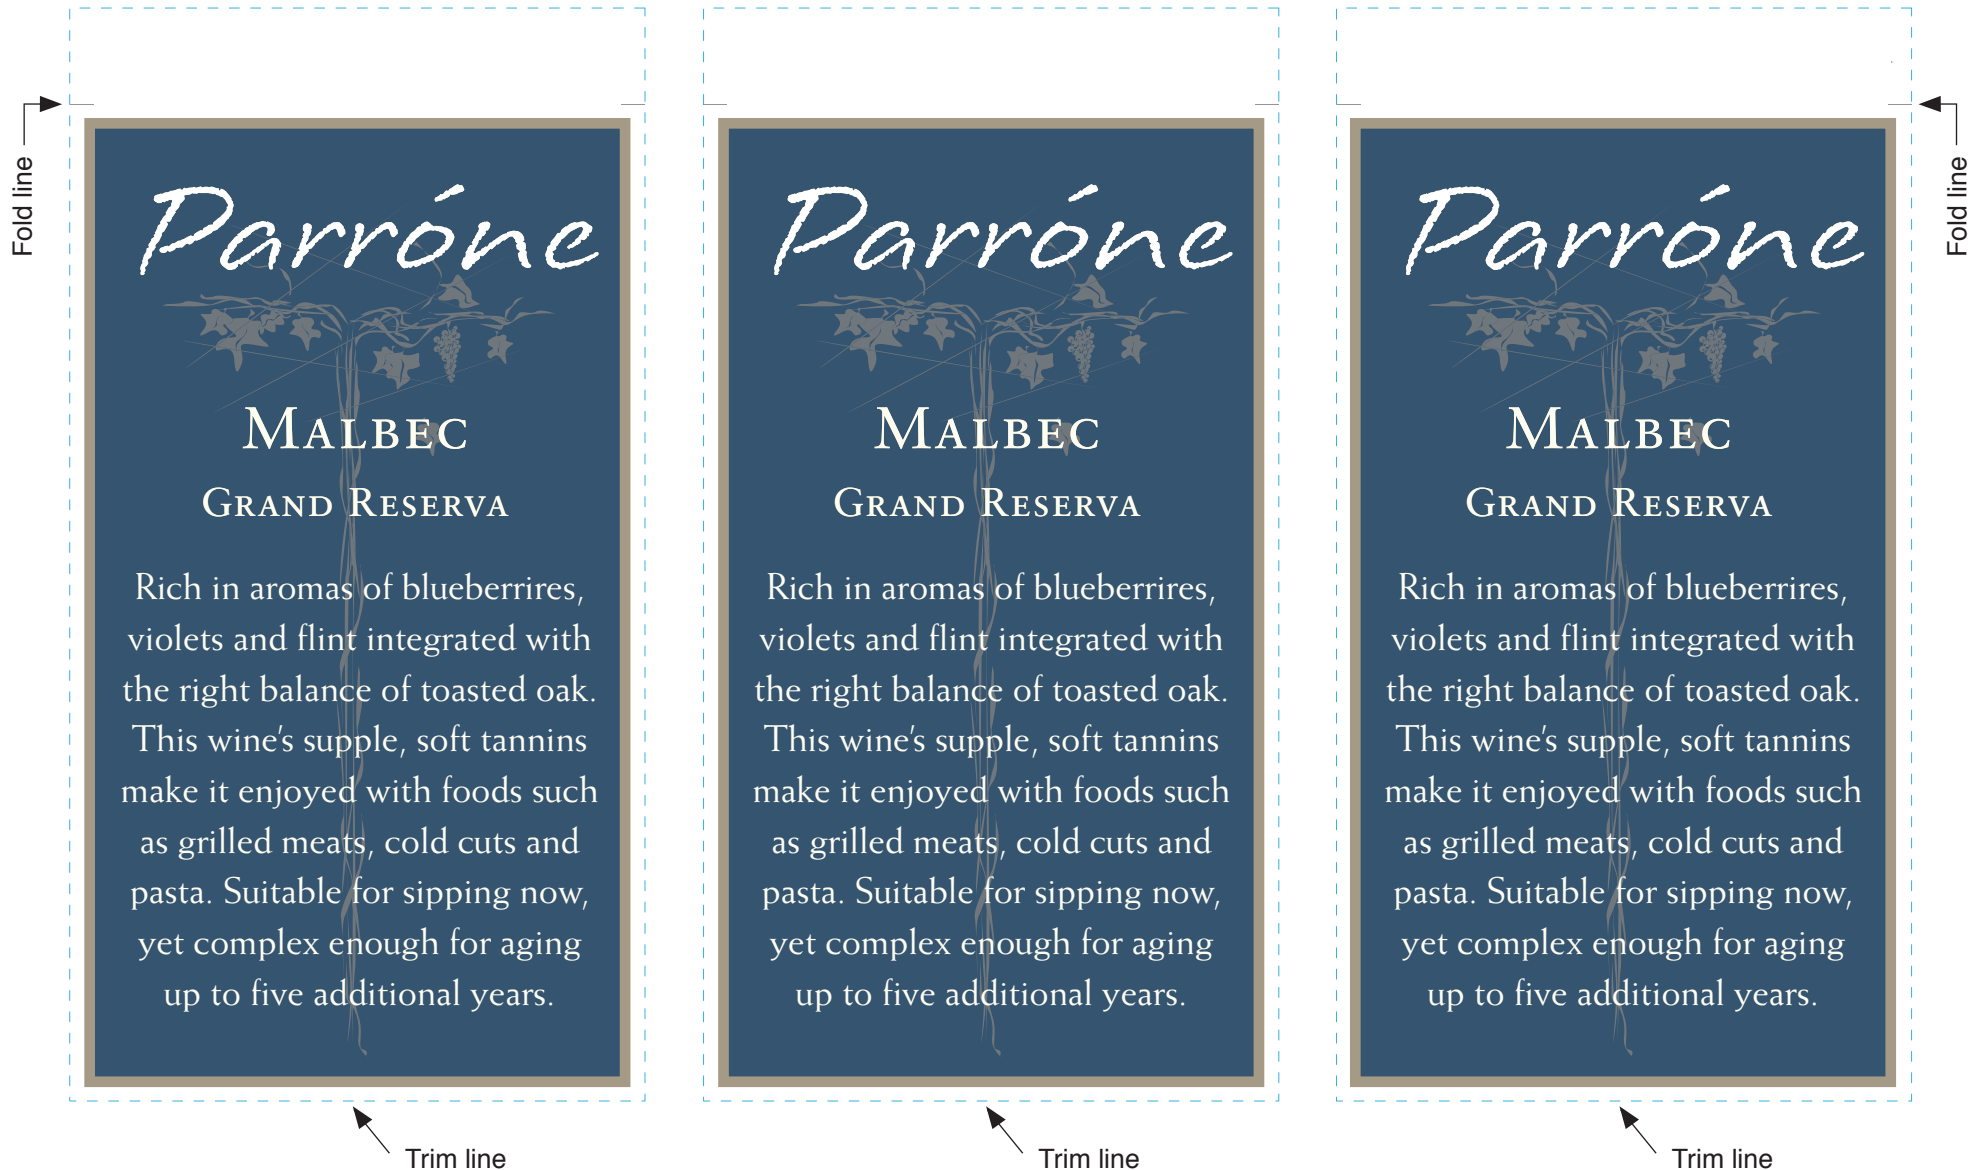 Fold line
Parróne
Malbec
Grand Reserva
Rich in aromas of blueberrires,
violets and flint integrated with
the right balance of toasted oak.
This wine's supple, soft tannins
make it enjoyed with foods such
as grilled meats, cold cuts and
pasta. Suitable for sipping now,
yet complex enough for aging
up to five additional years.
Trim line
Parróne
Malbec
Grand Reserva
Rich in aromas of blueberrires,
violets and flint integrated with
the right balance of toasted oak.
This wine's supple, soft tannins
make it enjoyed with foods such
as grilled meats, cold cuts and
pasta. Suitable for sipping now,
yet complex enough for aging
up to five additional years.
Trim line
Parróne
Malbec
Grand Reserva
Rich in aromas of blueberrires,
violets and flint integrated with
the right balance of toasted oak.
This wine's supple, soft tannins
make it enjoyed with foods such
as grilled meats, cold cuts and
pasta. Suitable for sipping now,
yet complex enough for aging
up to five additional years.
Trim line
Fold line